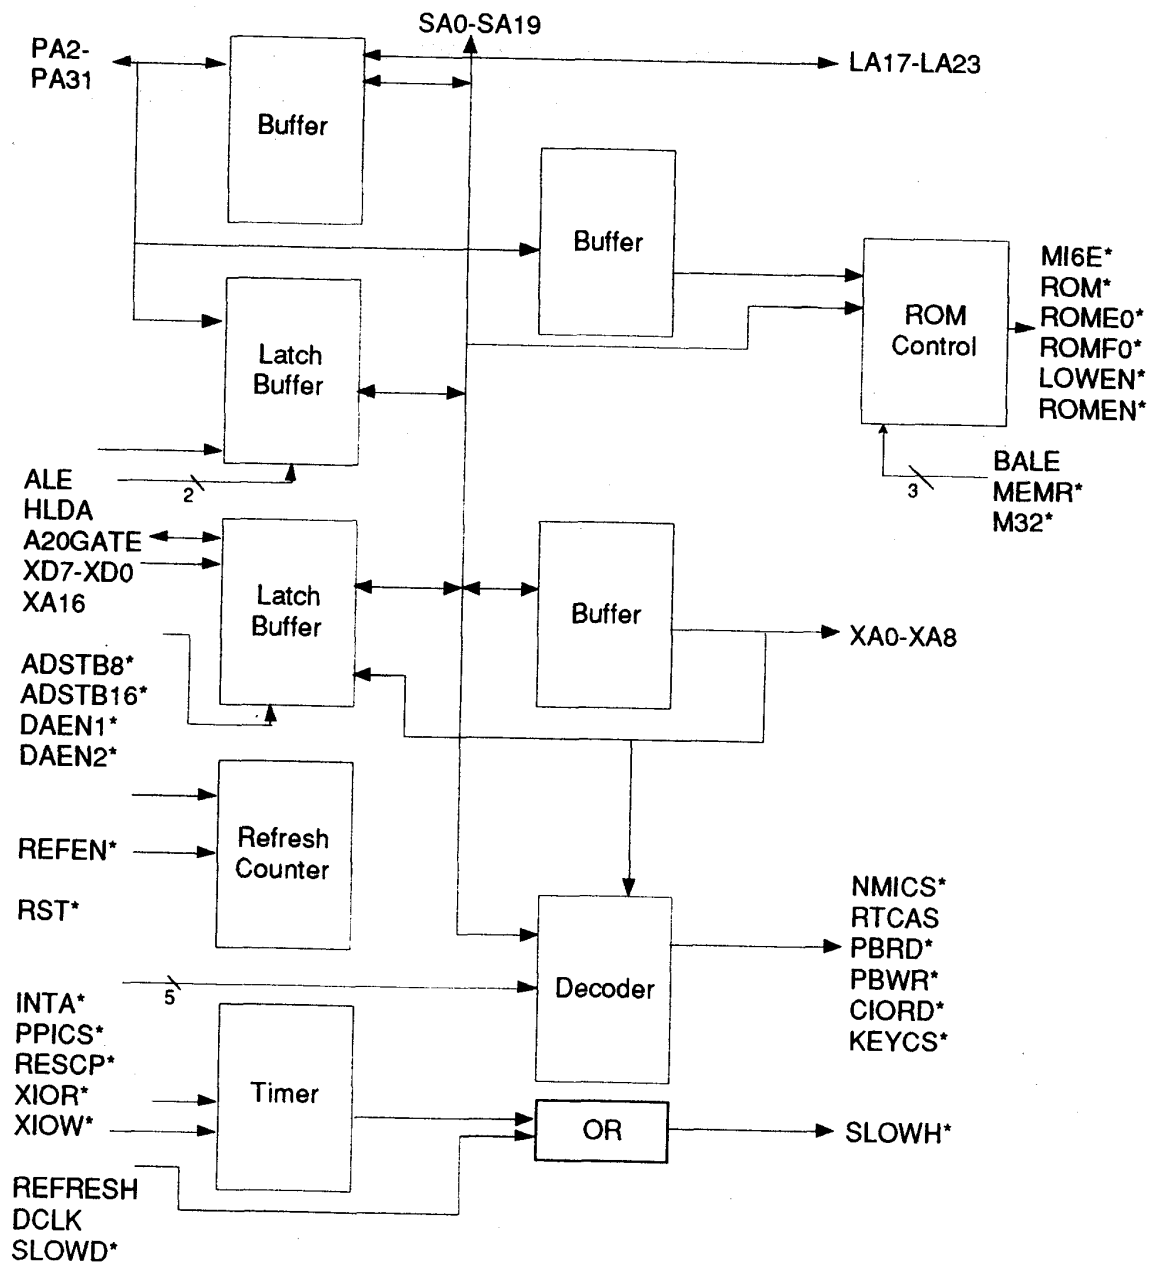 SA0-SA19
PA2-
PA31
LA17-LA23
Buffer
Buffer
MI6E*
ROM*
ROME0*
ROMF0*
LOWEN*
ROMEN*
ROM
Control
Latch
Buffer
ALE
HLDA
A20GATE
XD7-XD0
XA16
2
3
BALE
MEMR*
M32*
Latch
Buffer
Buffer
XA0-XA8
ADSTB8*
ADSTB16*
DAEN1*
DAEN2*
Refresh
Counter
REFEN*
RST*
NMICS*
RTCAS
PBRD*
PBWR*
CIORD*
KEYCS*
Decoder
5
INTA*
PPICS*
RESCP*
XIOR*
XIOW*
Timer
OR
SLOWH*
REFRESH
DCLK
SLOWD*